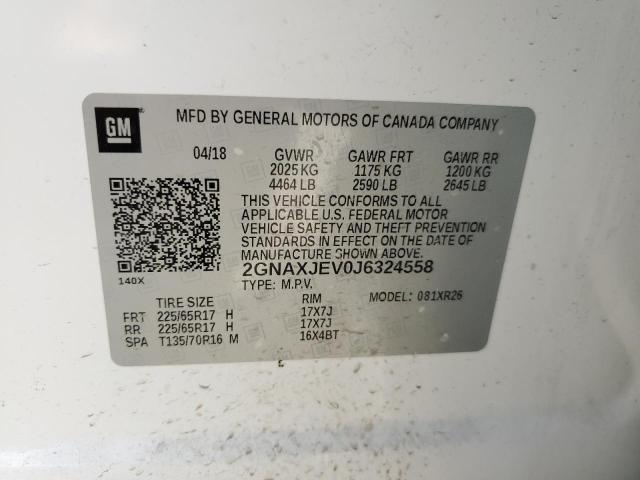 GM
MFD BY GENERAL MOTORS OF CANADA COMPANY
04/18 GVWR GAWR FRT GAWR RR
2025 KG 1175 KG 1200 KG
4464 LB 2590 LB 2645 LB
THIS VEHICLE CONFORMS TO ALL
APPLICABLE U.S. FEDERAL MOTOR
VEHICLE SAFETY AND THEFT PREVENTION
STANDARDS IN EFFECT ON THE DATE OF
MANUFACTURE SHOWN ABOVE.
2GNAXJEV0J6324558
140X TYPE: M.P.V. MODEL: 081XR26
TIRE SIZE RIM
FRT 225/65R17 H 17X7J
RR 225/65R17 H 17X7J
SPA T135/70R16 M 16X4BT